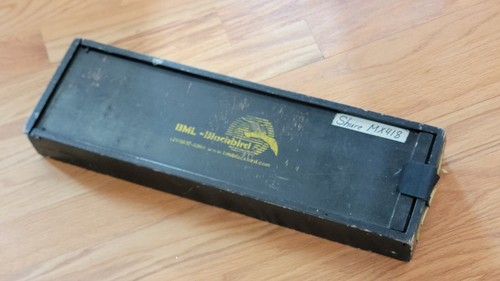 BML - Blackbird
Shure MX418